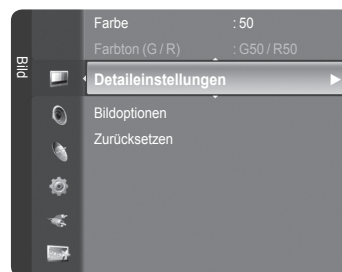 Bild
Farbe : 50
Farbton (G / R) : G50 / R50
Detaileinstellungen
Bildoptionen
Zurücksetzen